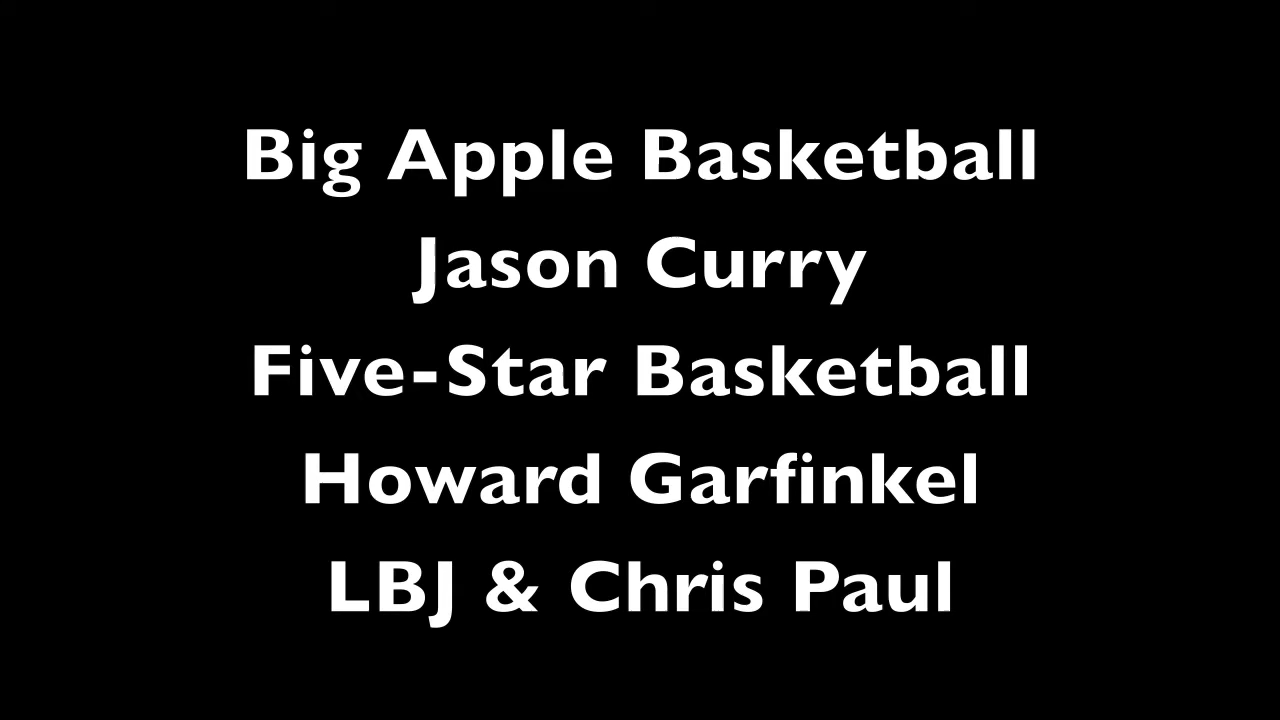 Big Apple Basketball
Jason Curry
Five-Star Basketball
Howard Garfinkel
LBJ & Chris Paul